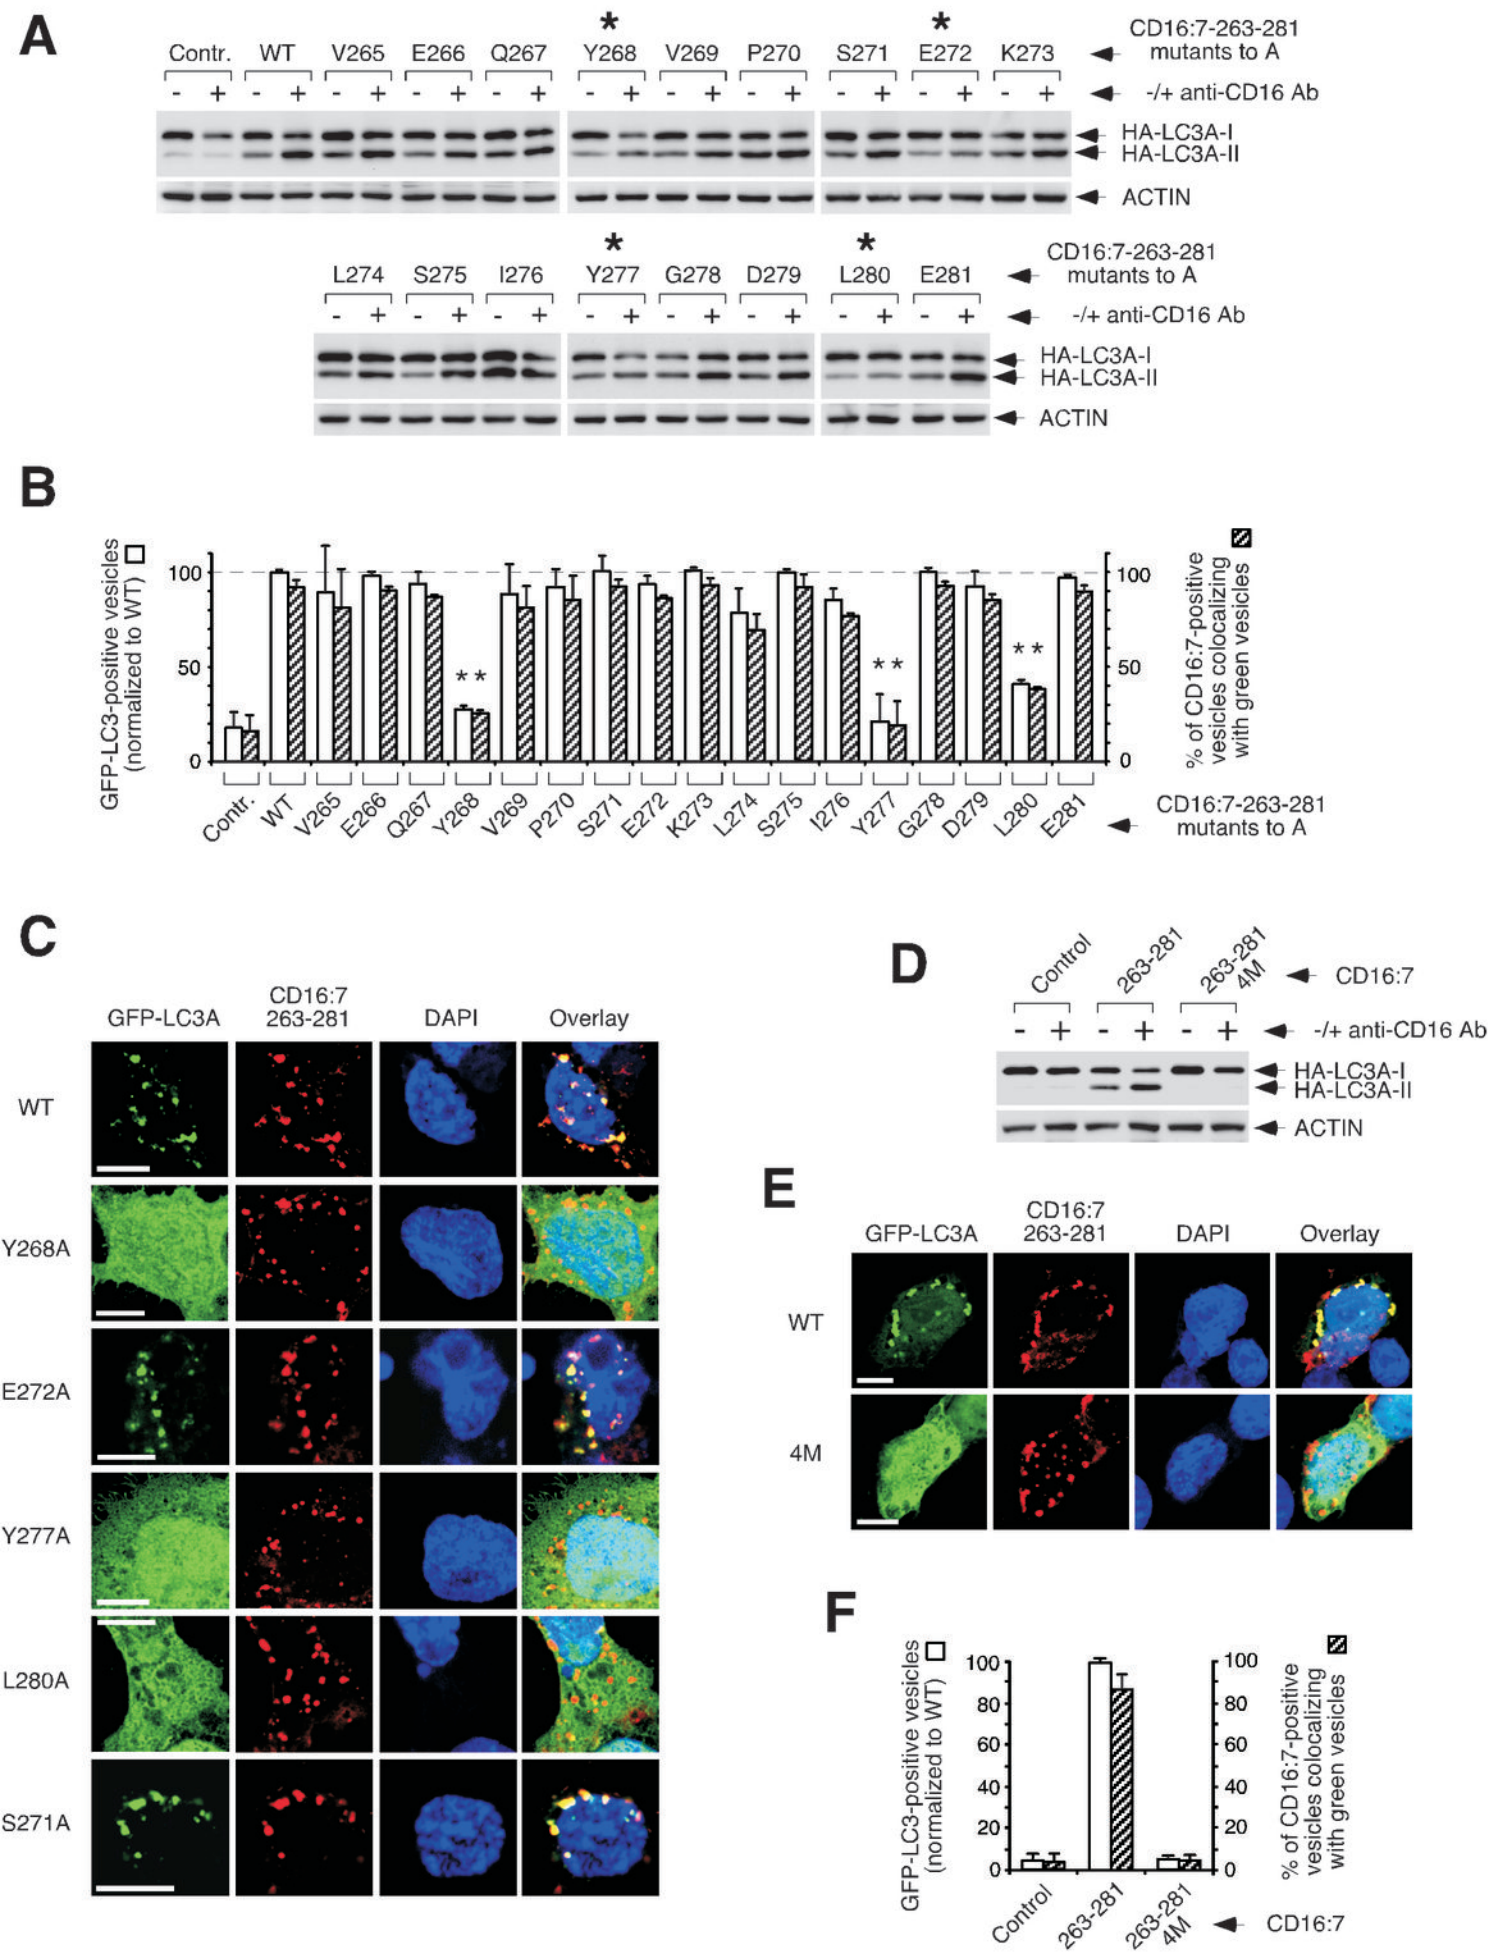 A
* *
Contr. WT V265 E266 Q267 Y268 V269 P270 S271 E272 K273 CD16:7-263-281 mutants to A
- + - + - + - + - + - + - + - + - + - + - + -/+ anti-CD16 Ab
HA-LC3A-I
HA-LC3A-II
ACTIN
* *
L274 S275 I276 Y277 G278 D279 L280 E281 CD16:7-263-281 mutants to A
- + - + - + - + - + - + - + - + -/+ anti-CD16 Ab
HA-LC3A-I
HA-LC3A-II
ACTIN
B
GFP-LC3-positive vesicles
(normalized to WT)
100
50
0
* * * * * *
100
50
0
% of CD16:7-positive
vesicles colocalizing
with green vesicles
Contr. WT V265 E266 Q267 Y268 V269 P270 S271 E272 K273 L274 S275 I276 Y277 G278 D279 L280 E281
CD16:7-263-281
mutants to A
C
GFP-LC3A CD16:7 263-281 DAPI Overlay
WT
Y268A
E272A
Y277A
L280A
S271A
D
Control 263-281 263-281 4M CD16:7
- + - + - + -/+ anti-CD16 Ab
HA-LC3A-I
HA-LC3A-II
ACTIN
E
GFP-LC3A CD16:7 263-281 DAPI Overlay
WT
4M
F
GFP-LC3-positive vesicles
(normalized to WT)
100
80
60
40
20
0
100
80
60
40
20
0
% of CD16:7-positive
vesicles colocalizing
with green vesicles
Control 263-281 263-281 4M CD16:7